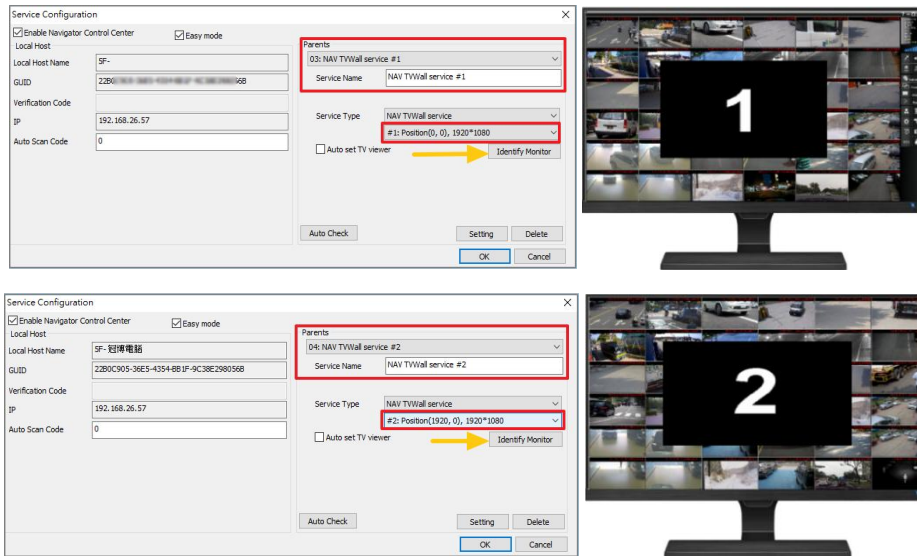 Service Configuration
Enable Navigator Control Center
Easy mode
Local Host
Local Host Name
SF-
GUID
22B0
56B
Verification Code
IP
192.168.26.57
Auto Scan Code
0
Parents
03: NAV TVWall service #1
Service Name
NAV TVWall service #1
Service Type
NAV TVWall service
#1: Position(0, 0), 1920*1080
Auto set TV viewer
Identify Monitor
Auto Check
Setting
Delete
OK
Cancel
1
Service Configuration
Enable Navigator Control Center
Easy mode
Local Host
Local Host Name
SF-冠博電腦
GUID
22B0C905-36E5-4354-BB1F-9C38E298056B
Verification Code
IP
192.168.26.57
Auto Scan Code
0
Parents
04: NAV TVWall service #2
Service Name
NAV TVWall service #2
Service Type
NAV TVWall service
#2: Position(1920, 0), 1920*1080
Auto set TV viewer
Identify Monitor
Auto Check
Setting
Delete
OK
Cancel
2